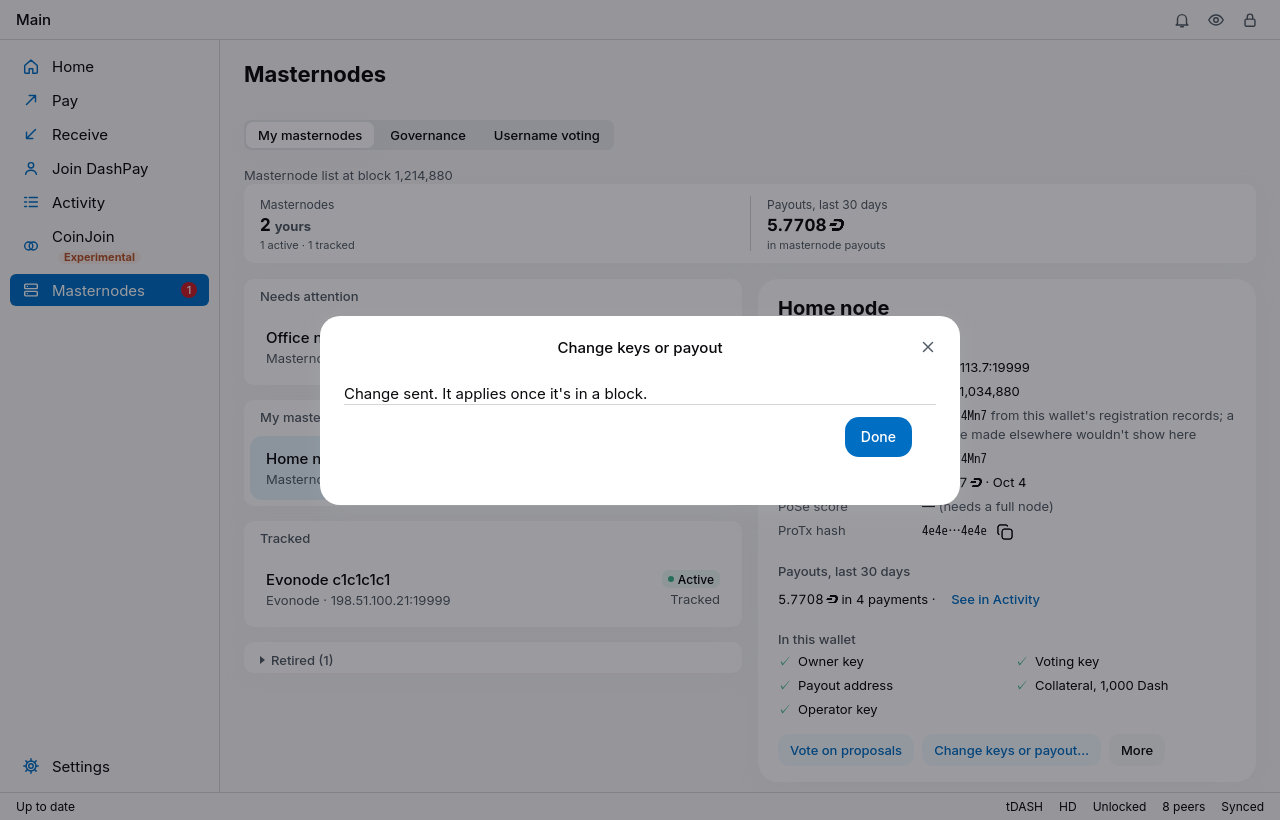 Main
Home
Pay
Receive
Join DashPay
Activity
CoinJoin
Experimental
Masternodes
1
Settings
Masternodes
My masternodes
Governance
Username voting
Masternode list at block 1,214,880
Masternodes
2 yours
1 active · 1 tracked
Payouts, last 30 days
5.7708
in masternode payouts
Needs attention
Office
My
Home
Tracked
Evonode c1c1c1c1
Active
Evonode · 198.51.100.21:19999
Tracked
Retired (1)
Home node
113.7:19999
1,034,880
4Mn7 from this wallet's registration records; a
made elsewhere wouldn't show here
4Mn7
7 · Oct 4
PoSe score
— (needs a full node)
ProTx hash
4e4e⋯4e4e
Payouts, last 30 days
5.7708 in 4 payments ·
See in Activity
In this wallet
✓ Owner key
✓ Voting key
✓ Payout address
✓ Collateral, 1,000 Dash
✓ Operator key
Vote on proposals
Change keys or payout...
More
Change keys or payout
Change sent. It applies once it's in a block.
Done
Up to date
tDASH
HD
Unlocked
8 peers
Synced